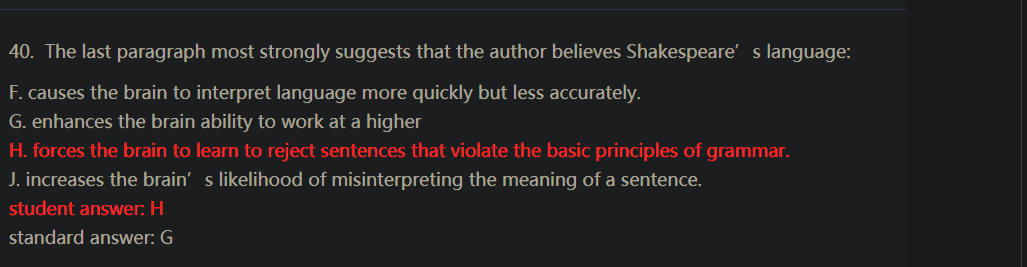 40. The last paragraph most strongly suggests that the author believes Shakespeare’ s language:
F. causes the brain to interpret language more quickly but less accurately.
G. enhances the brain ability to work at a higher
H. forces the brain to learn to reject sentences that violate the basic principles of grammar.
J. increases the brain’ s likelihood of misinterpreting the meaning of a sentence.
student answer: H
standard answer: G